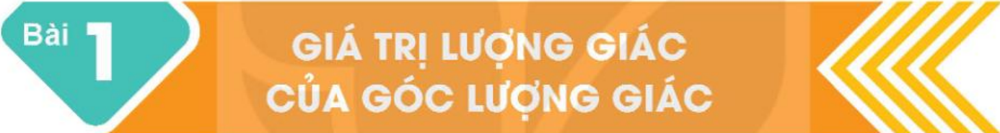 Bài 1
GIÁ TRỊ LƯỢNG GIÁC
CỦA GÓC LƯỢNG GIÁC